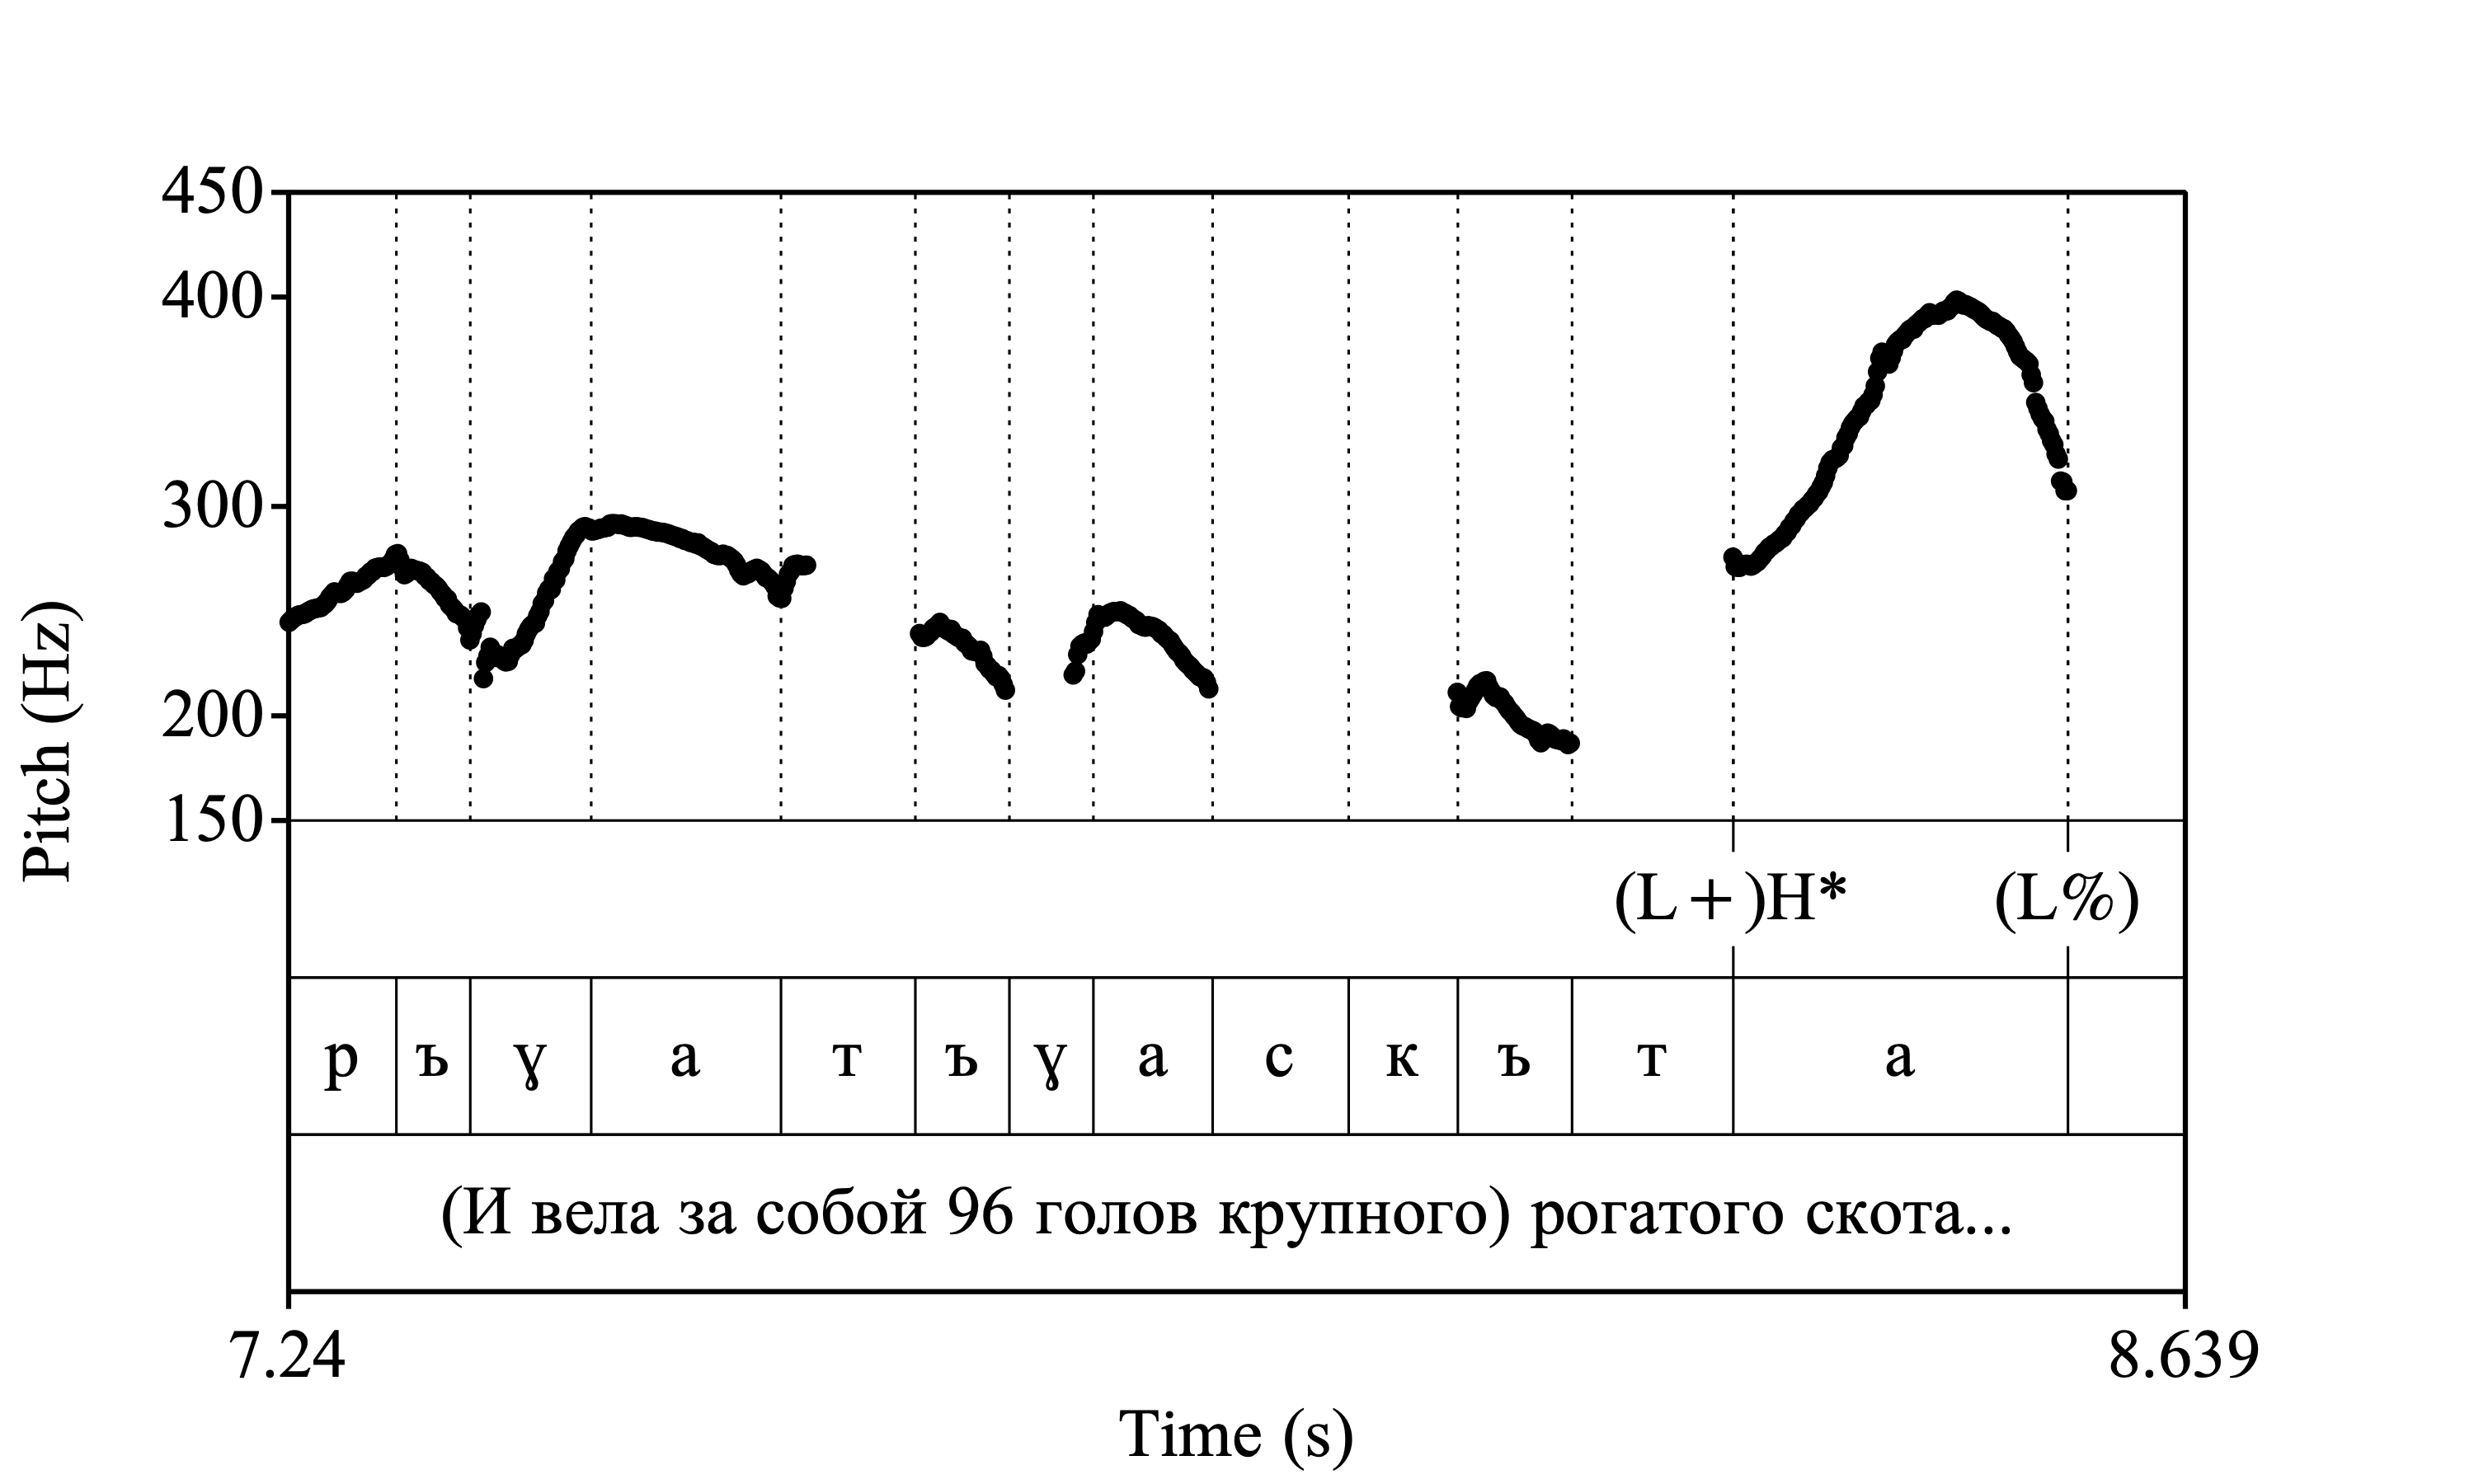 450
400
300
200
150
Pitch (Hz)
(L + )H* (L%)
р ъ ɣ а т ъ ɣ а с к ъ т а
(И вела за собой 96 голов крупного) рогатого скота...
7.24 8.639
Time (s)